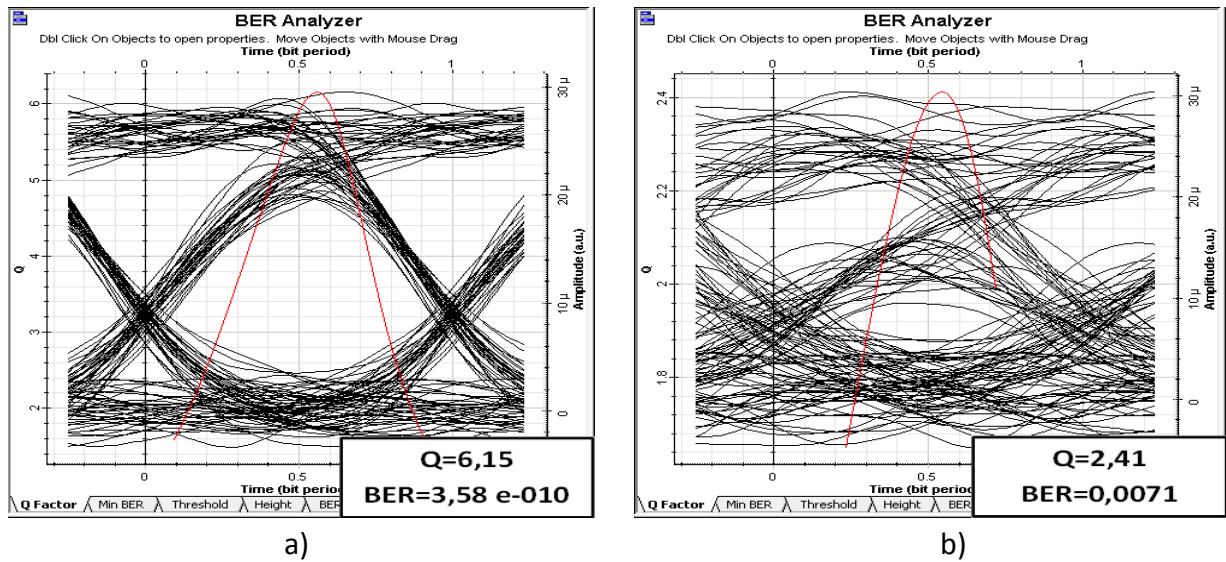 BER Analyzer
Dbl Click On Objects to open properties. Move Objects with Mouse Drag
Time (bit period)
0 0.5 1
6
5
4
3
2
Q
30 µ
20 µ
10 µ
0
Amplitude (a.u.)
0 0.5
Time (bit period)
Q Factor Min BER Threshold Height BER
Q=6,15
BER=3,58 e-010
a)
BER Analyzer
Dbl Click On Objects to open properties. Move Objects with Mouse Drag
Time (bit period)
0 0.5 1
2.4
2.2
2
1.8
Q
30 µ
20 µ
10 µ
0
Amplitude (a.u.)
0 0.5
Time (bit period)
Q Factor Min BER Threshold Height BER
Q=2,41
BER=0,0071
b)